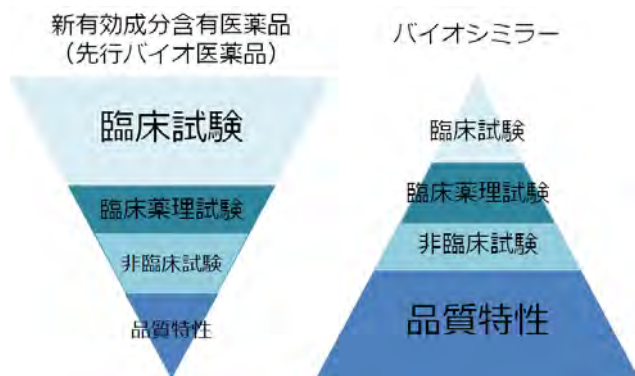 新有効成分含有医薬品
（先行バイオ医薬品）
臨床試験
臨床薬理試験
非臨床試験
品質特性
バイオシミラー
臨床試験
臨床薬理試験
非臨床試験
品質特性